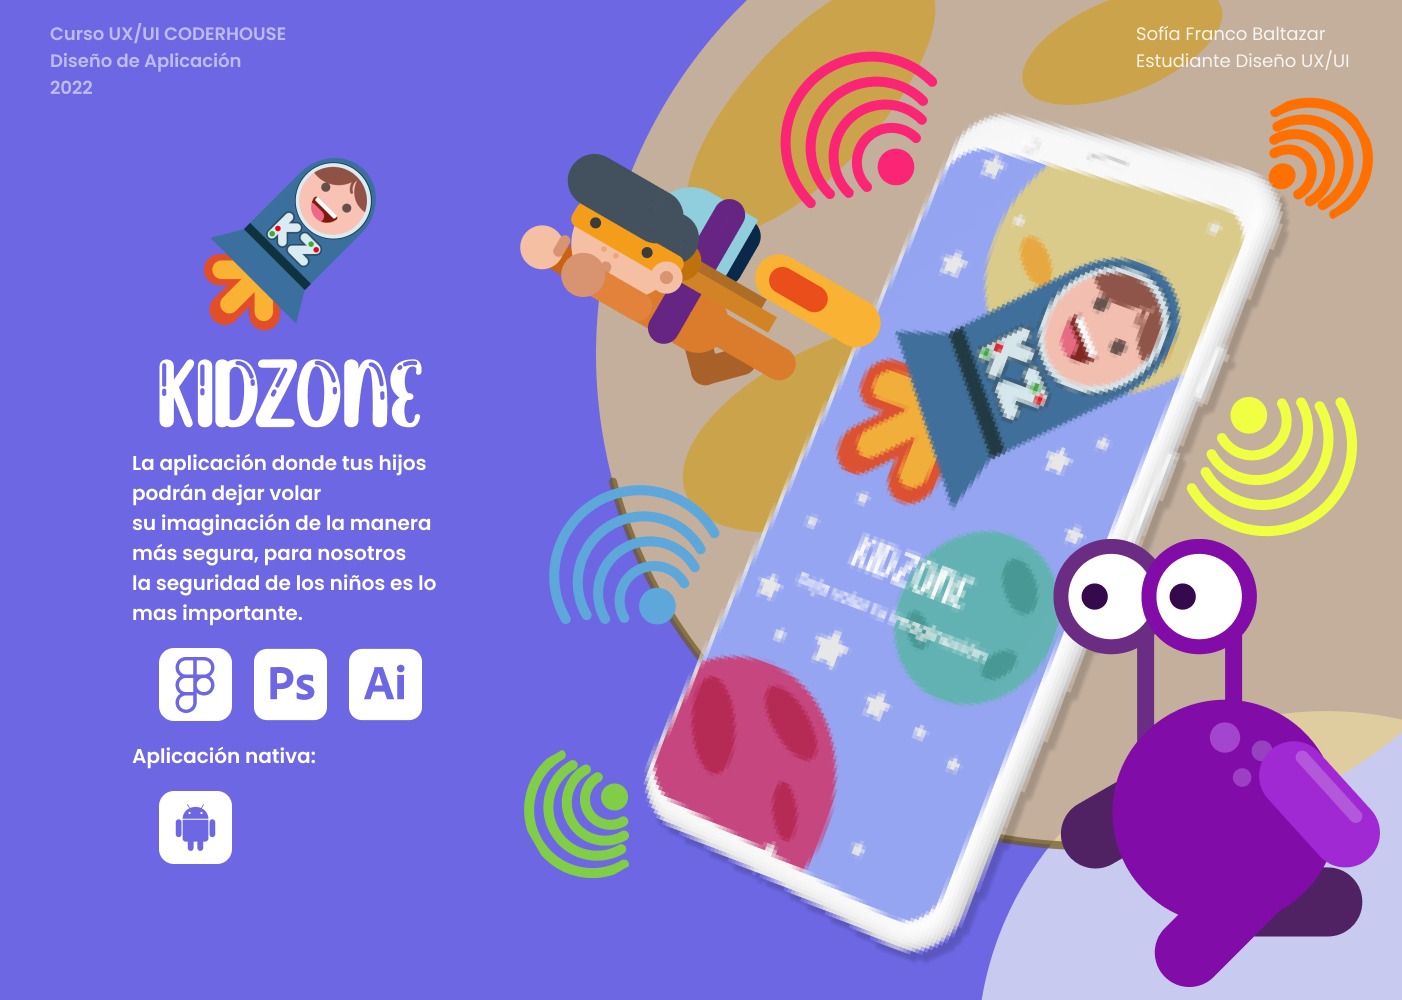 Curso UX/UI CODERHOUSE
Diseño de Aplicación
2022
Sofía Franco Baltazar
Estudiante Diseño UX/UI
KZ
KIDZONE
La aplicación donde tus hijos
podrán dejar volar
su imaginación de la manera
más segura, para nosotros
la seguridad de los niños es lo
mas importante.
Ps
Ai
Aplicación nativa:
KZ
KIDZONE